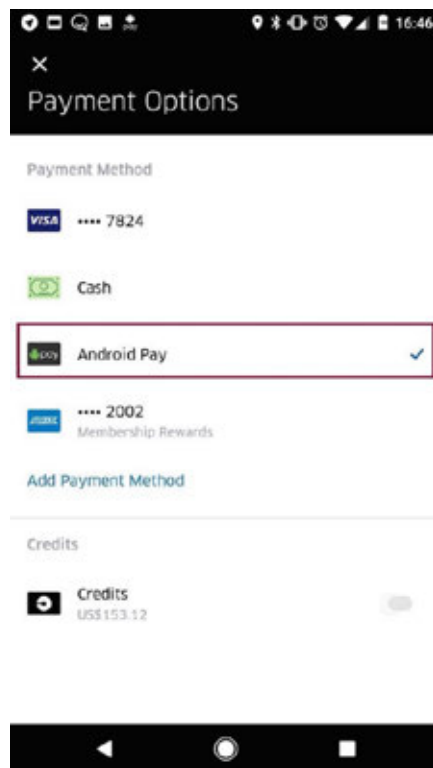 16:46
Payment Options
Payment Method
VISA •••• 7824
Cash
pay Android Pay
•••• 2002
Membership Rewards
Add Payment Method
Credits
Credits
US$153.12